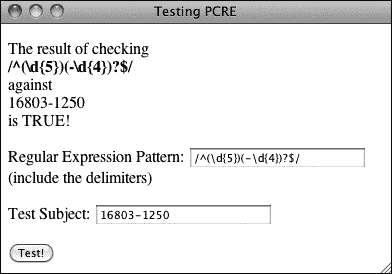 Testing PCRE
The result of checking
/^(\d{5})(-\d{4})?$/
against
16803-1250
is TRUE!
Regular Expression Pattern: /^(\d{5})(-\d{4})?$/
(include the delimiters)
Test Subject: 16803-1250
Test!